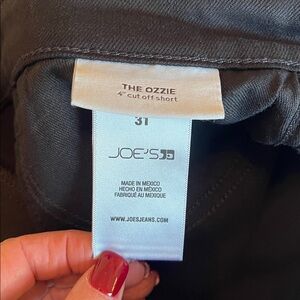 THE OZZIE
4" cut off short
31
JOE'S
MADE IN MEXICO
HECHO EN MÉXICO
FABRIQUÉ AU MEXIQUE
WWW.JOESJEANS.COM